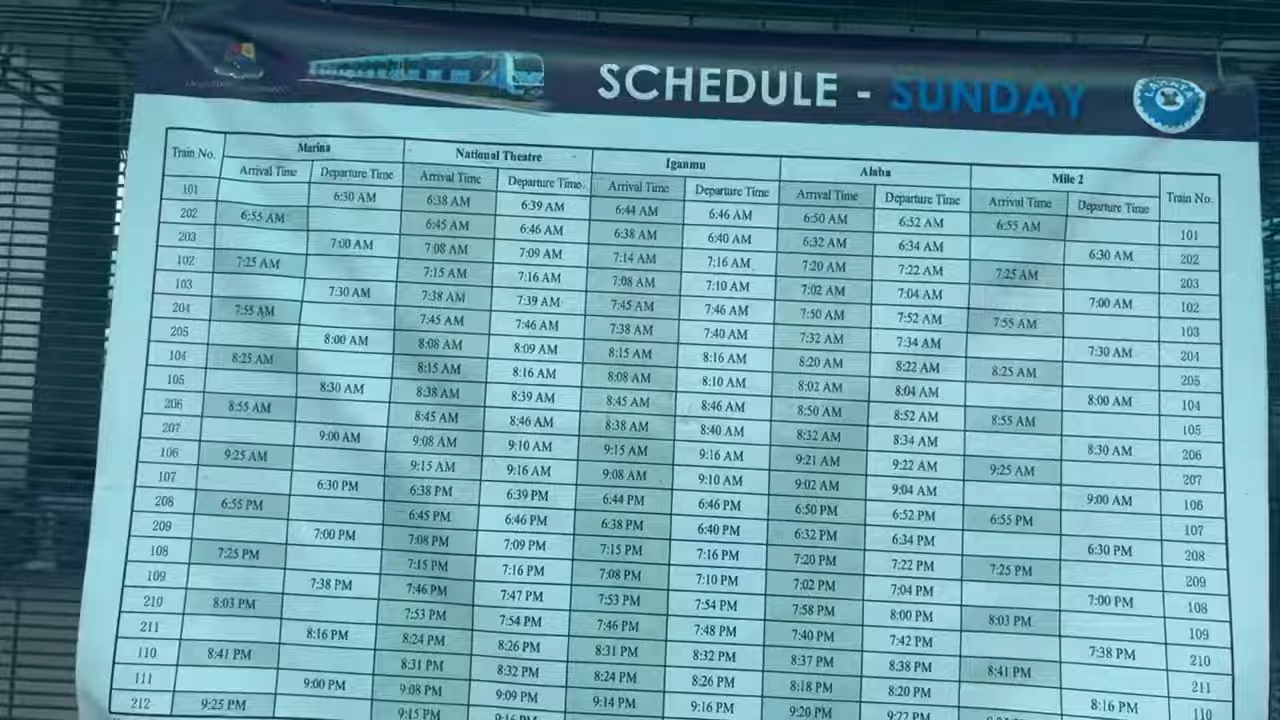 SCHEDULE - SUNDAY
Train No. Marina National Theatre Iganmu Alaba Mile 2 Train No.
Arrival Time Departure Time Arrival Time Departure Time Arrival Time Departure Time Arrival Time Departure Time Arrival Time Departure Time
101 6:30 AM 6:38 AM 6:39 AM 6:44 AM 6:46 AM 6:50 AM 6:52 AM 6:55 AM 101
202 6:55 AM 6:45 AM 6:46 AM 6:38 AM 6:40 AM 6:32 AM 6:34 AM 6:30 AM 202
203 7:00 AM 7:08 AM 7:09 AM 7:14 AM 7:16 AM 7:20 AM 7:22 AM 7:25 AM 203
102 7:25 AM 7:15 AM 7:16 AM 7:08 AM 7:10 AM 7:02 AM 7:04 AM 7:00 AM 102
103 7:30 AM 7:38 AM 7:39 AM 7:45 AM 7:46 AM 7:50 AM 7:52 AM 7:55 AM 103
204 7:55 AM 7:45 AM 7:46 AM 7:38 AM 7:40 AM 7:32 AM 7:34 AM 7:30 AM 204
205 8:00 AM 8:08 AM 8:09 AM 8:15 AM 8:16 AM 8:20 AM 8:22 AM 8:25 AM 205
104 8:25 AM 8:15 AM 8:16 AM 8:08 AM 8:10 AM 8:02 AM 8:04 AM 8:00 AM 104
105 8:30 AM 8:38 AM 8:39 AM 8:45 AM 8:46 AM 8:50 AM 8:52 AM 8:55 AM 105
206 8:55 AM 8:45 AM 8:46 AM 8:38 AM 8:40 AM 8:32 AM 8:34 AM 8:30 AM 206
207 9:00 AM 9:08 AM 9:10 AM 9:15 AM 9:16 AM 9:21 AM 9:22 AM 9:25 AM 207
106 9:25 AM 9:15 AM 9:16 AM 9:08 AM 9:10 AM 9:02 AM 9:04 AM 9:00 AM 106
107 6:30 PM 6:38 PM 6:39 PM 6:44 PM 6:46 PM 6:50 PM 6:52 PM 6:55 PM 107
208 6:55 PM 6:45 PM 6:46 PM 6:38 PM 6:40 PM 6:32 PM 6:34 PM 6:30 PM 208
209 7:00 PM 7:08 PM 7:09 PM 7:15 PM 7:16 PM 7:20 PM 7:22 PM 7:25 PM 209
108 7:25 PM 7:15 PM 7:16 PM 7:08 PM 7:10 PM 7:02 PM 7:04 PM 7:00 PM 108
109 7:38 PM 7:46 PM 7:47 PM 7:53 PM 7:54 PM 7:58 PM 8:00 PM 8:03 PM 109
210 8:03 PM 7:53 PM 7:54 PM 7:46 PM 7:48 PM 7:40 PM 7:42 PM 7:38 PM 210
211 8:16 PM 8:24 PM 8:26 PM 8:31 PM 8:32 PM 8:37 PM 8:38 PM 8:41 PM 211
110 8:41 PM 8:31 PM 8:32 PM 8:24 PM 8:26 PM 8:18 PM 8:20 PM 8:16 PM 110
111 9:00 PM 9:08 PM 9:09 PM 9:14 PM 9:16 PM 9:20 PM 9:22 PM
212 9:25 PM 9:15 PM